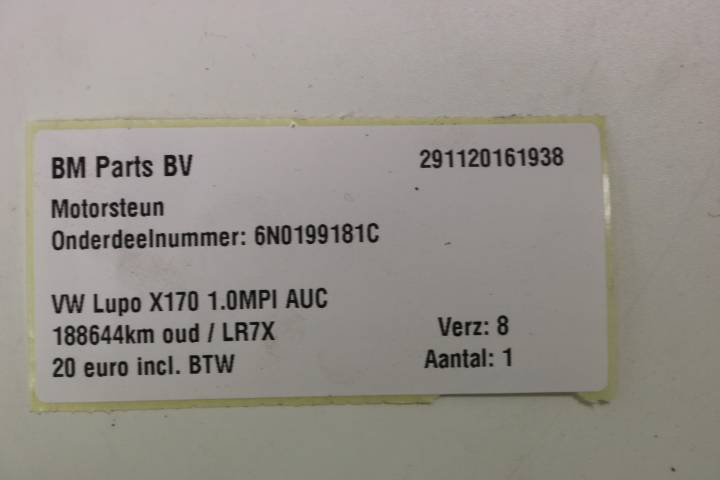 BM Parts BV 291120161938
Motorsteun
Onderdeelnummer: 6N0199181C
VW Lupo X170 1.0MPI AUC
188644km oud / LR7X Verz: 8
20 euro incl. BTW Aantal: 1